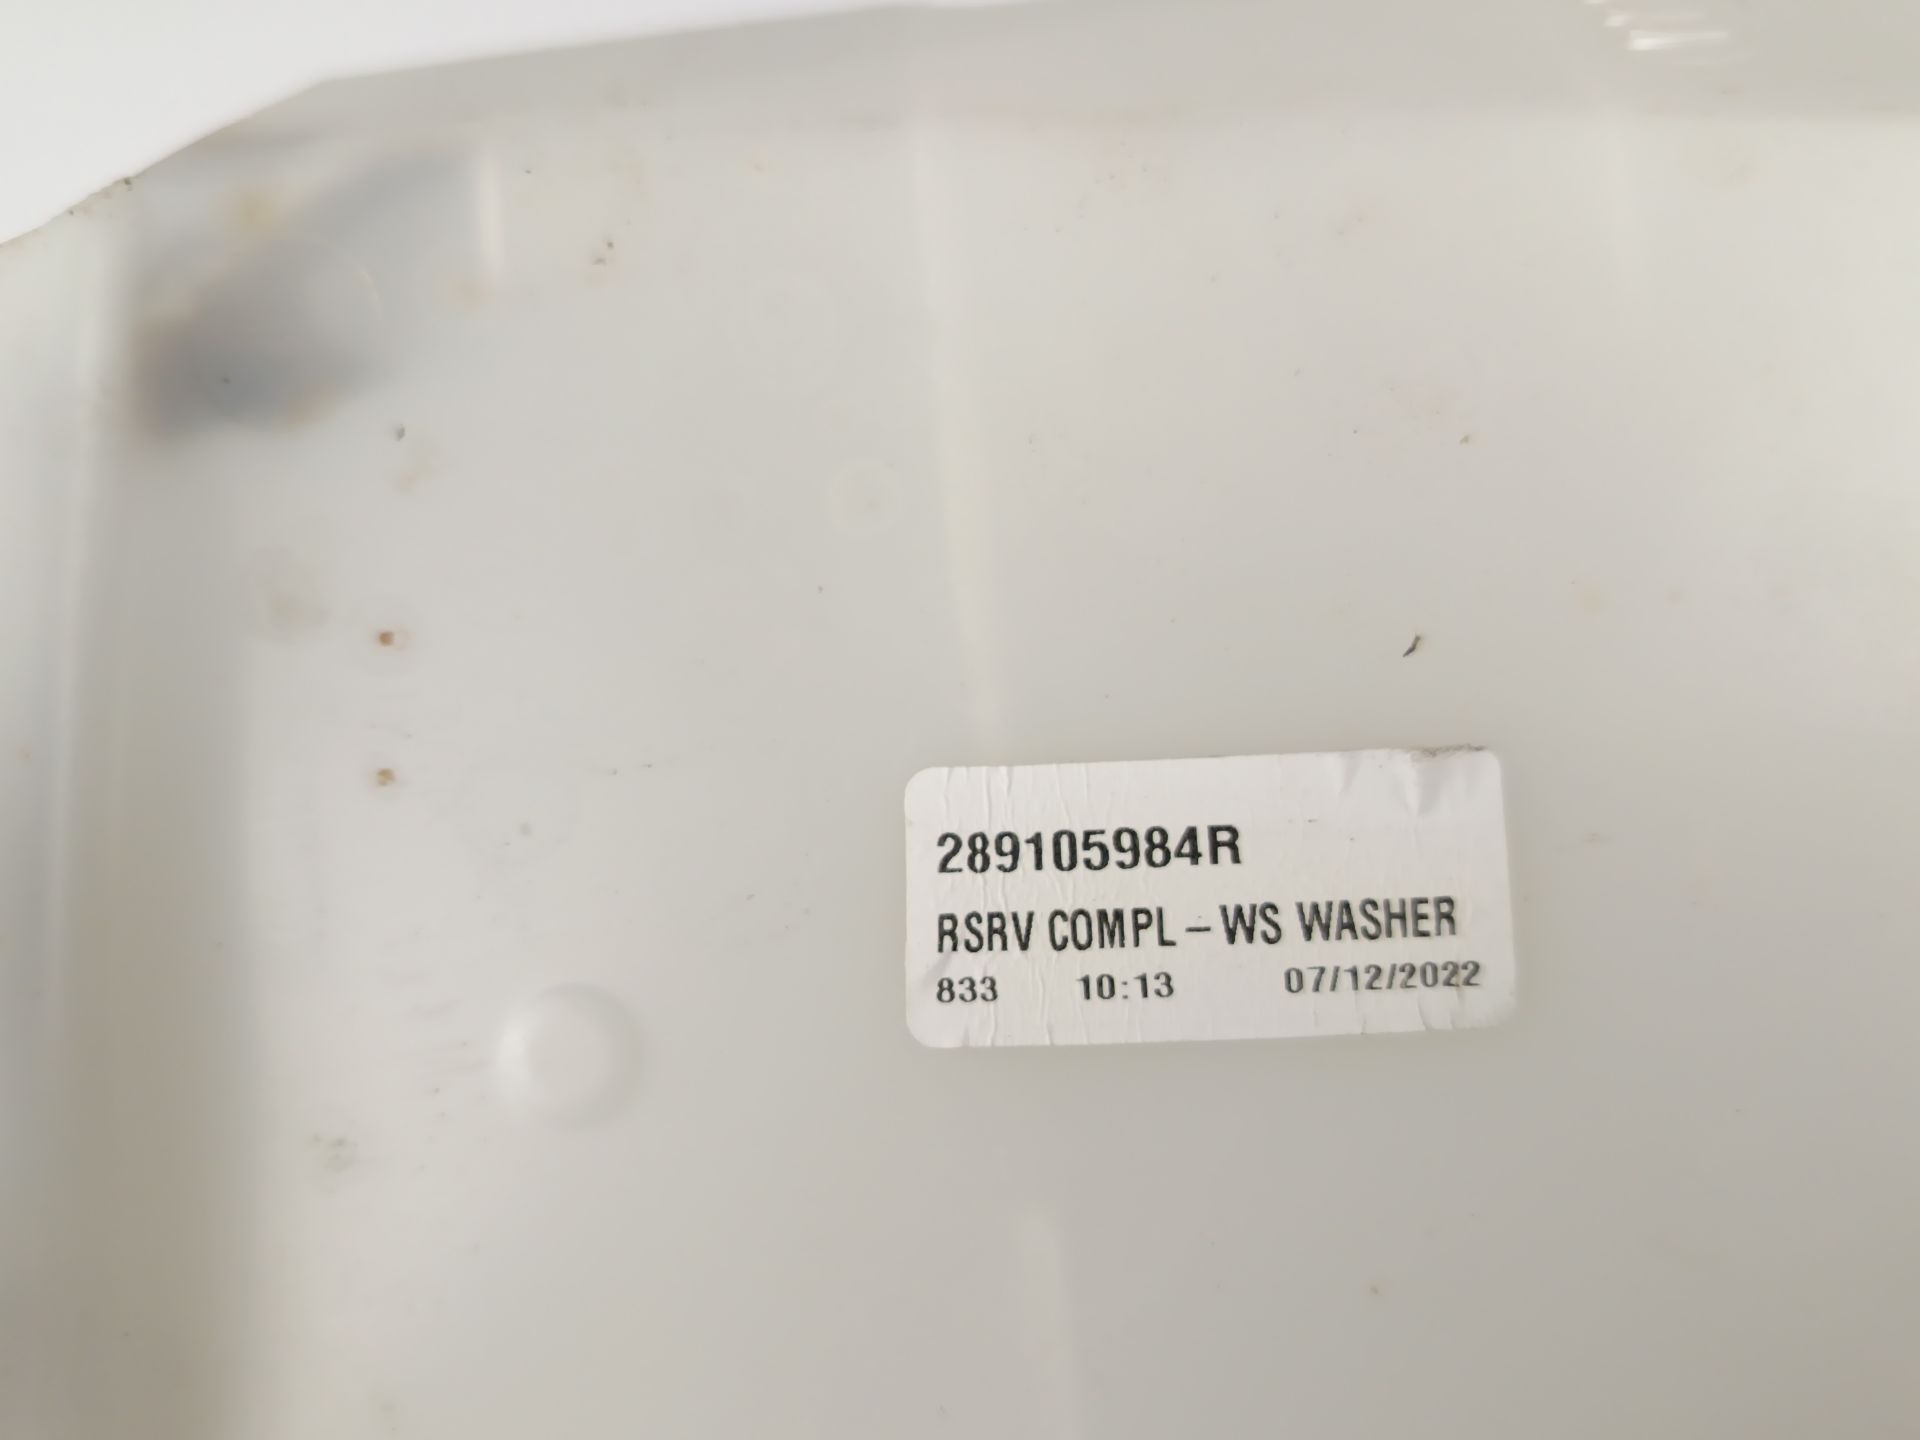 289105984R
RSRV COMPL - WS WASHER
833 10:13 07/12/2022